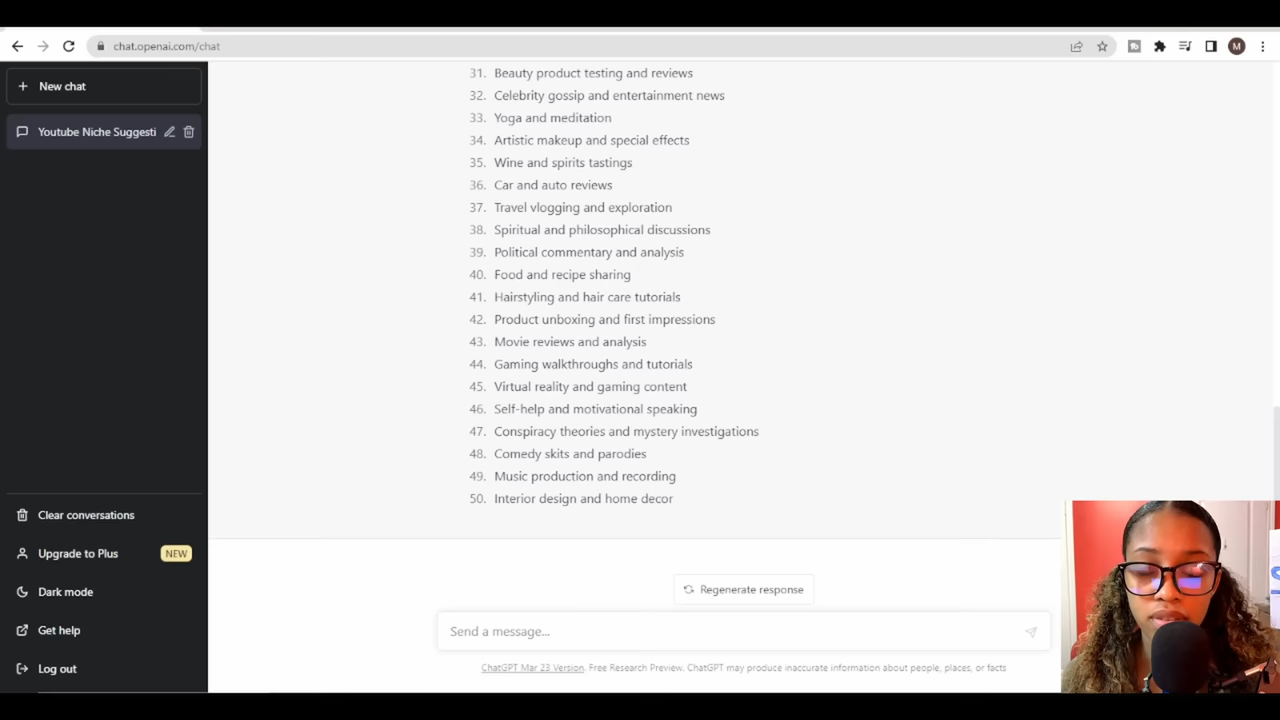 chat.openai.com/chat
M
New chat
Youtube Niche Suggesti
31. Beauty product testing and reviews
32. Celebrity gossip and entertainment news
33. Yoga and meditation
34. Artistic makeup and special effects
35. Wine and spirits tastings
36. Car and auto reviews
37. Travel vlogging and exploration
38. Spiritual and philosophical discussions
39. Political commentary and analysis
40. Food and recipe sharing
41. Hairstyling and hair care tutorials
42. Product unboxing and first impressions
43. Movie reviews and analysis
44. Gaming walkthroughs and tutorials
45. Virtual reality and gaming content
46. Self-help and motivational speaking
47. Conspiracy theories and mystery investigations
48. Comedy skits and parodies
49. Music production and recording
50. Interior design and home decor
Clear conversations
Upgrade to Plus NEW
Dark mode
Get help
Log out
Regenerate response
Send a message...
ChatGPT Mar 23 Version. Free Research Preview. ChatGPT may produce inaccurate information about people, places, or facts